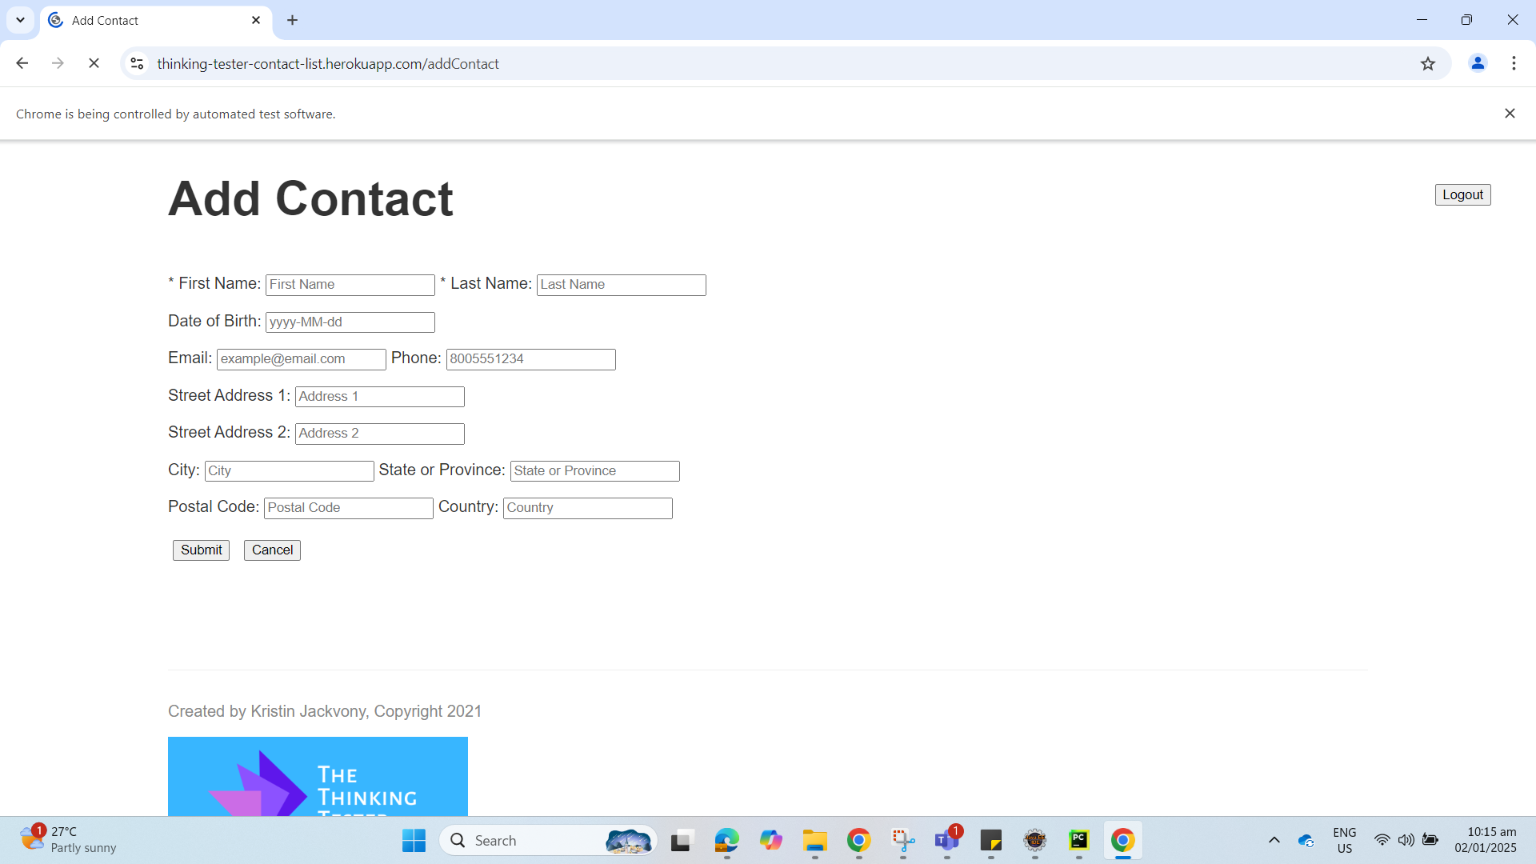 Add Contact
thinking-tester-contact-list.herokuapp.com/addContact
Chrome is being controlled by automated test software.
Add Contact
Logout
* First Name: First Name * Last Name: Last Name
Date of Birth: yyyy-MM-dd
Email: example@email.com Phone: 8005551234
Street Address 1: Address 1
Street Address 2: Address 2
City: City State or Province: State or Province
Postal Code: Postal Code Country: Country
Submit Cancel
Created by Kristin Jackvony, Copyright 2021
THE
THINKING
TESTER
1
27°C
Partly sunny
Search
1
PC
ENG
US
10:15 am
02/01/2025